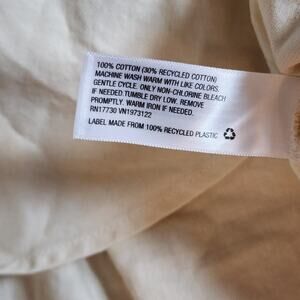 100% COTTON (30% RECYCLED COTTON)
MACHINE WASH WARM WITH LIKE COLORS.
GENTLE CYCLE. ONLY NON-CHLORINE BLEACH
IF NEEDED.TUMBLE DRY LOW. REMOVE
PROMPTLY. WARM IRON IF NEEDED.
RN17730 VN1973122
LABEL MADE FROM 100% RECYCLED PLASTIC